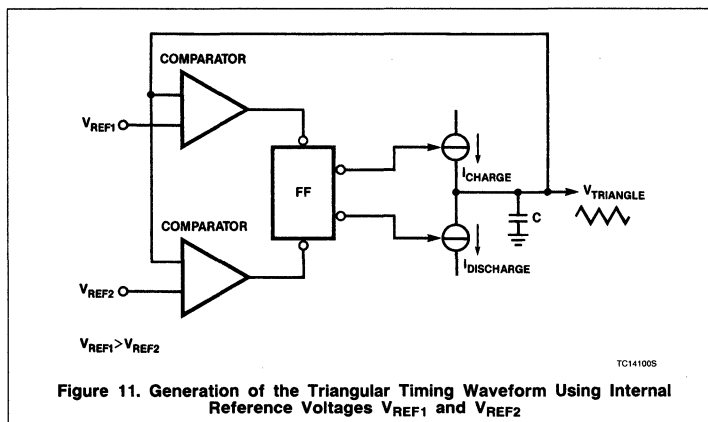 COMPARATOR
V_REF1
I_CHARGE
FF
V_TRIANGLE
C
COMPARATOR
I_DISCHARGE
V_REF2
V_REF1>V_REF2
TC14100S
Figure 11. Generation of the Triangular Timing Waveform Using Internal
Reference Voltages V_REF1 and V_REF2